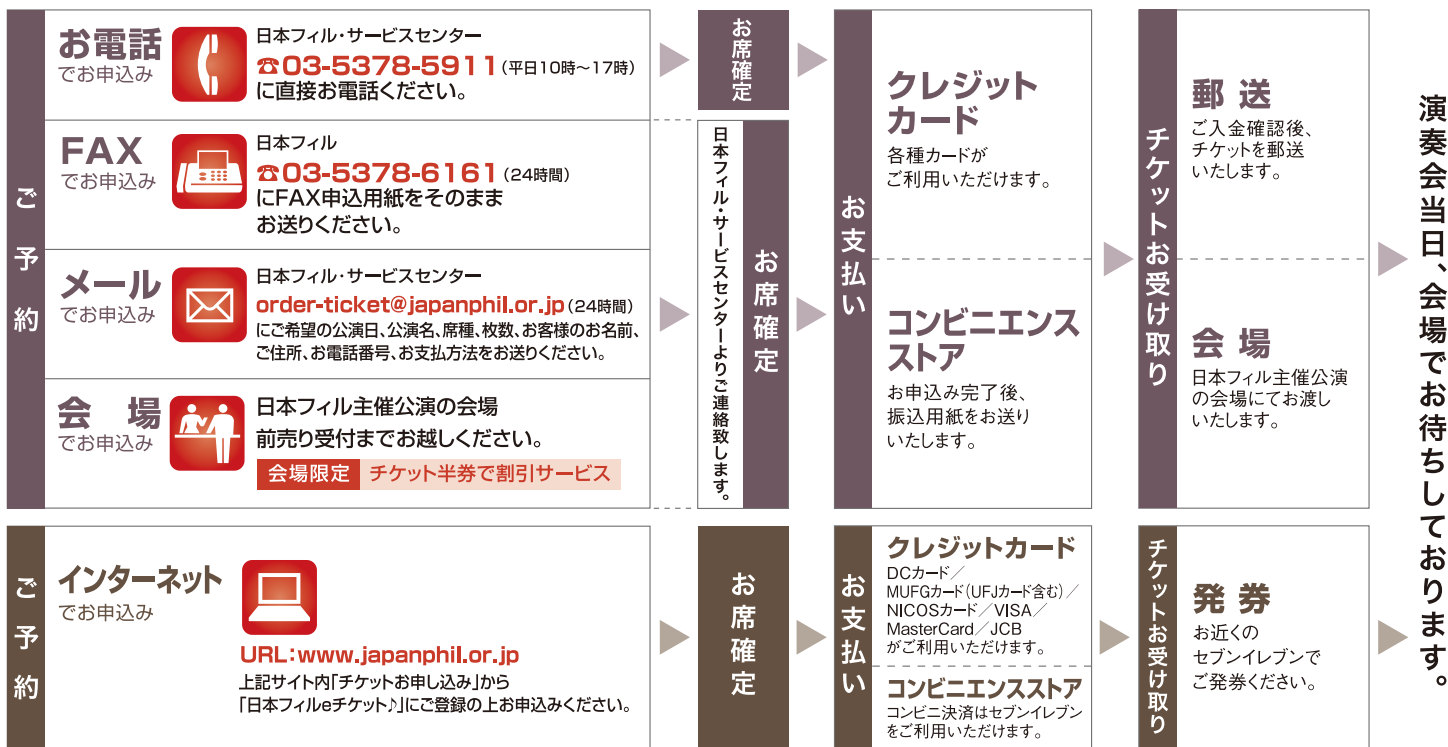 ご予約
お電話
でお申込み
日本フィル・サービスセンター
☎03-5378-5911(平日10時～17時)
に直接お電話ください。
FAX
でお申込み
日本フィル
☎03-5378-6161(24時間)
にFAX申込用紙をそのまま
お送りください。
メール
でお申込み
日本フィル・サービスセンター
order-ticket@japanphil.or.jp(24時間)
にご希望の公演日、公演名、席種、枚数、お客様のお名前、
ご住所、お電話番号、お支払方法をお送りください。
会 場
でお申込み
日本フィル主催公演の会場
前売り受付までお越しください。
会場限定 チケット半券で割引サービス
お席確定
日本フィル・サービスセンターよりご連絡致します。
お席確定
お支払い
クレジット
カード
各種カードが
ご利用いただけます。
コンビニエンス
ストア
お申込み完了後、
振込用紙をお送り
いたします。
チケットお受け取り
郵 送
ご入金確認後、
チケットを郵送
いたします。
会 場
日本フィル主催公演
の会場にてお渡し
いたします。
ご予約
インターネット
でお申込み
URL:www.japanphil.or.jp
上記サイト内「チケットお申し込み」から
「日本フィルeチケット♪」にご登録の上お申込みください。
お席確定
お支払い
クレジットカード
DCカード／
MUFGカード(UFJカード含む)／
NICOSカード／VISA／
MasterCard／JCB
がご利用いただけます。
コンビニエンスストア
コンビニ決済はセブンイレブン
をご利用いただけます。
チケットお受け取り
発 券
お近くの
セブンイレブンで
ご発券ください。
演奏会当日、会場でお待ちしております。